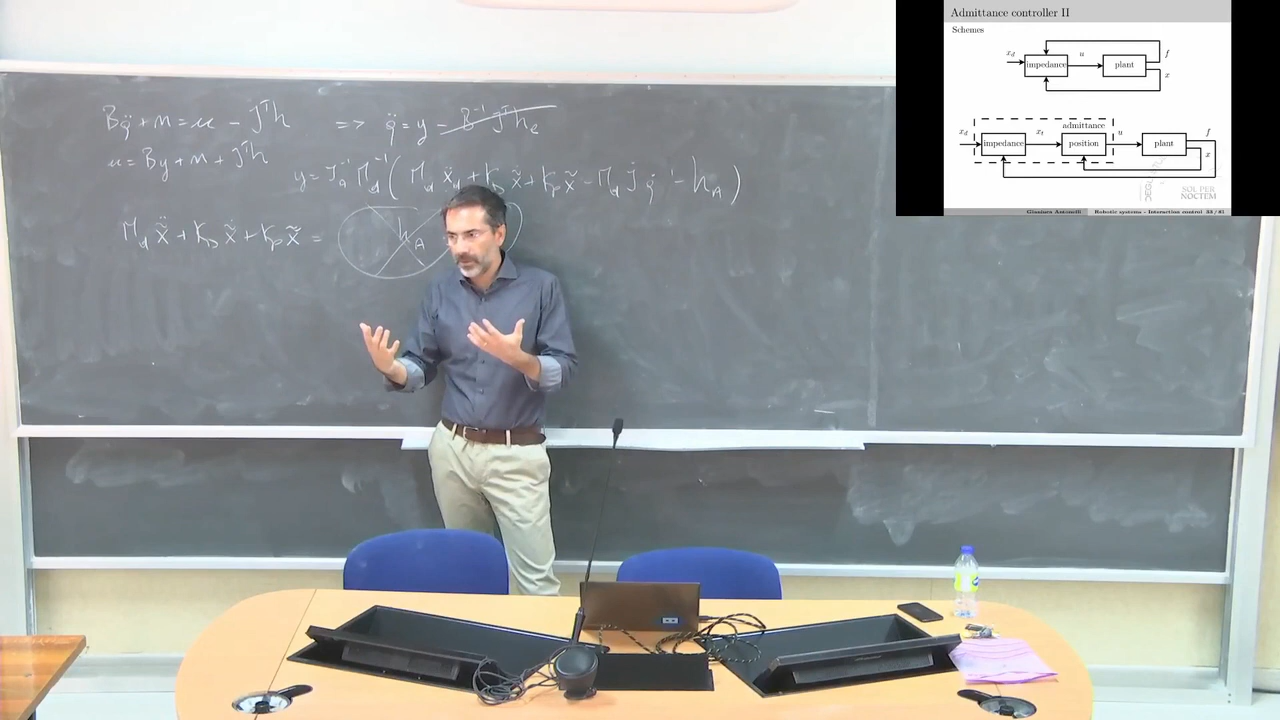 Bq̈ + n = u - Jᵀh => q̈ = y - B⁻¹Jᵀhₑ
u = By + n + Jᵀh
y = J_A⁻¹ M_d⁻¹ ( M_d ẍ_d + K_D x̃̇ + K_P x̃ - M_d J̇ q̇ - h_A )
M_d x̃̈ + K_D x̃̇ + K_P x̃ = h_A
Admittance controller II
Schemes
x_d impedance u plant f x
x_d impedance x_t admittance position u plant f x
SOL PER
NOCTEM
Gianluca Antonelli Robotic systems - Interaction control 33 / 81